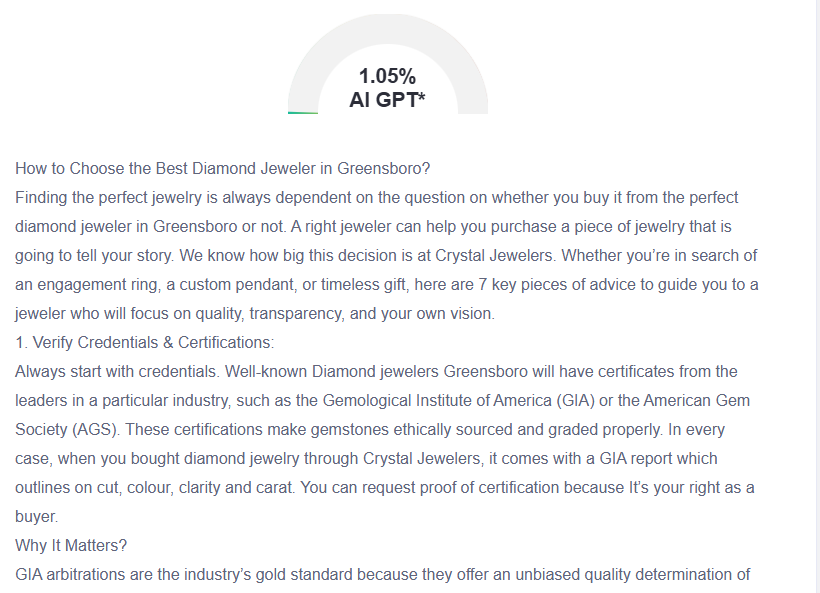 1.05%
AI GPT*
How to Choose the Best Diamond Jeweler in Greensboro?
Finding the perfect jewelry is always dependent on the question on whether you buy it from the perfect
diamond jeweler in Greensboro or not. A right jeweler can help you purchase a piece of jewelry that is
going to tell your story. We know how big this decision is at Crystal Jewelers. Whether you’re in search of
an engagement ring, a custom pendant, or timeless gift, here are 7 key pieces of advice to guide you to a
jeweler who will focus on quality, transparency, and your own vision.
1. Verify Credentials & Certifications:
Always start with credentials. Well-known Diamond jewelers Greensboro will have certificates from the
leaders in a particular industry, such as the Gemological Institute of America (GIA) or the American Gem
Society (AGS). These certifications make gemstones ethically sourced and graded properly. In every
case, when you bought diamond jewelry through Crystal Jewelers, it comes with a GIA report which
outlines on cut, colour, clarity and carat. You can request proof of certification because It’s your right as a
buyer.
Why It Matters?
GIA arbitrations are the industry’s gold standard because they offer an unbiased quality determination of